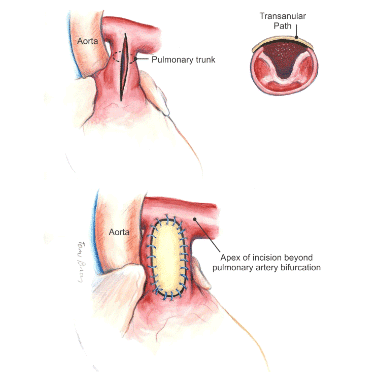 Transanular
Path
Aorta
Pulmonary trunk
Aorta
Apex of incision beyond
pulmonary artery bifurcation